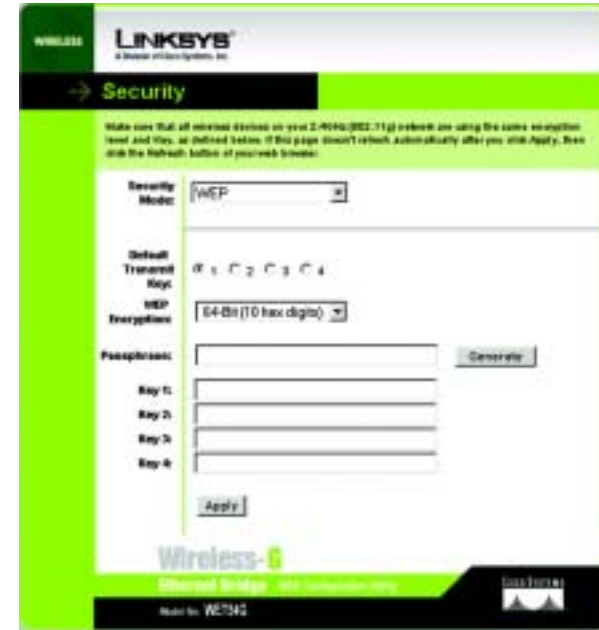 WIRELESS
LINKSYS
A Division of Cisco Systems, Inc.
Security
Make sure that all wireless devices on your 2.4GHz (802.11g) network are using the same encryption
level and Key, as defined below. If this page doesn't refresh automatically after you click Apply, then
click the Refresh button of your web browser.
Security
Mode:
WEP
Default
Transmit
Key:
1 2 3 4
WEP
Encryption:
64-Bit (10 hex digits)
Passphrase:
Generate
Key 1:
Key 2:
Key 3:
Key 4:
Apply
Wireless-G
Ethernet Bridge
Model No. WET54G
CISCO SYSTEMS